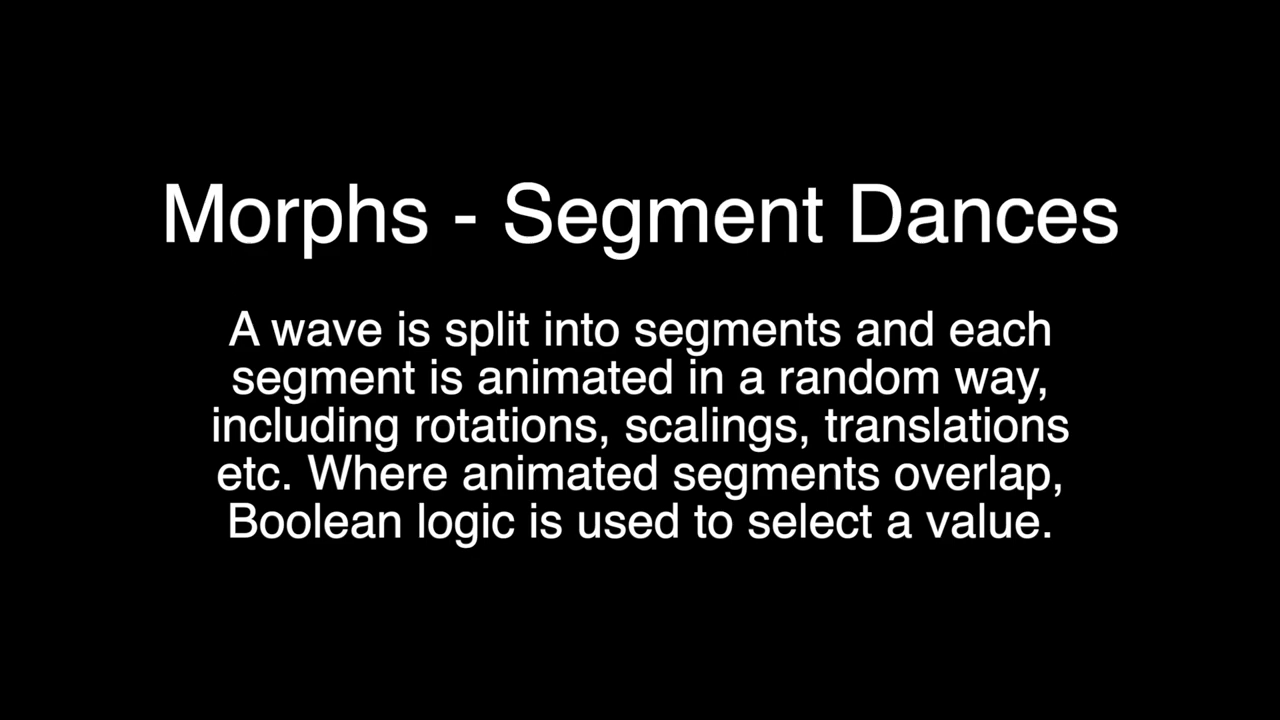 Morphs - Segment Dances
A wave is split into segments and each
segment is animated in a random way,
including rotations, scalings, translations
etc. Where animated segments overlap,
Boolean logic is used to select a value.